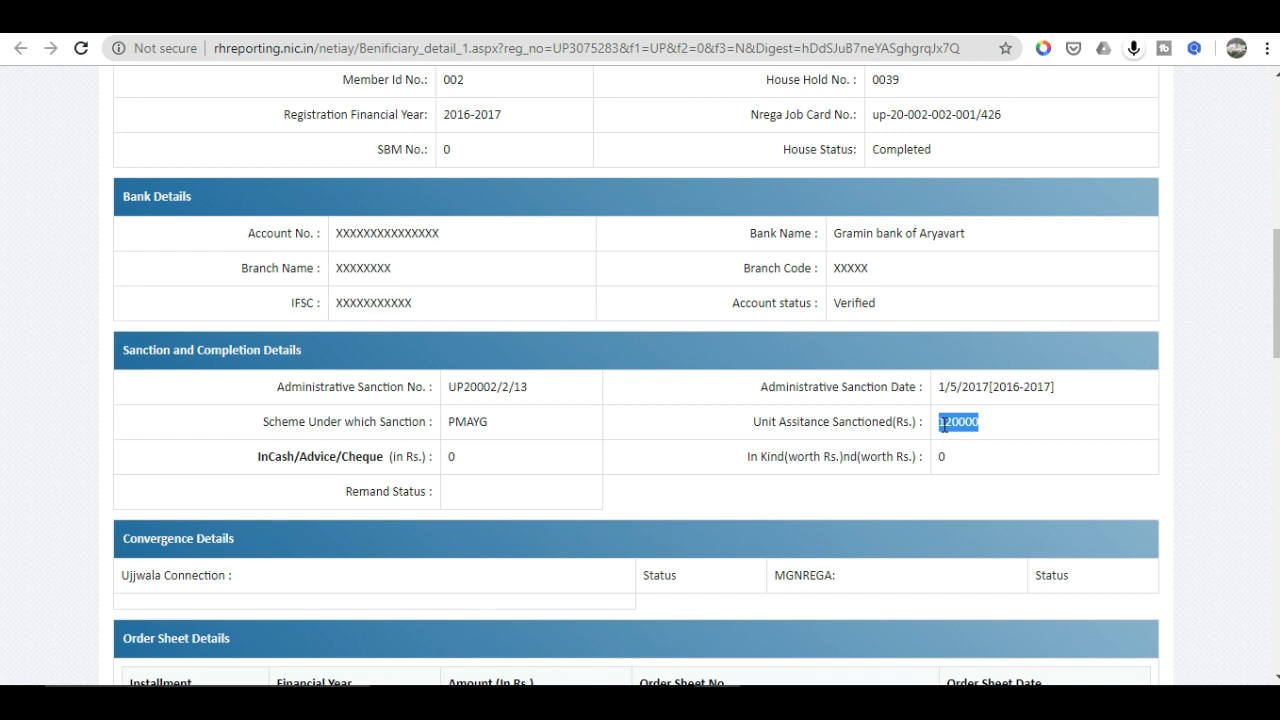 Not secure rhreporting.nic.in/netiay/Benificiary_detail_1.aspx?reg_no=UP3075283&f1=UP&f2=0&f3=N&Digest=hDdSJuB7neYASghgrqJx7Q
Member Id No.: 002 House Hold No. : 0039
Registration Financial Year: 2016-2017 Nrega Job Card No.: up-20-002-002-001/426
SBM No.: 0 House Status: Completed
Bank Details
Account No. : XXXXXXXXXXXXXXX Bank Name : Gramin bank of Aryavart
Branch Name : XXXXXXXX Branch Code : XXXXX
IFSC : XXXXXXXXXXX Account status : Verified
Sanction and Completion Details
Administrative Sanction No. : UP20002/2/13 Administrative Sanction Date : 1/5/2017[2016-2017]
Scheme Under which Sanction : PMAYG Unit Assitance Sanctioned(Rs.) : 120000
InCash/Advice/Cheque (in Rs.) : 0 In Kind(worth Rs.)nd(worth Rs.) : 0
Remand Status :
Convergence Details
Ujjwala Connection : Status MGNREGA: Status
Order Sheet Details
Installment Financial Year Amount (In Rs.) Order Sheet No. Order Sheet Date